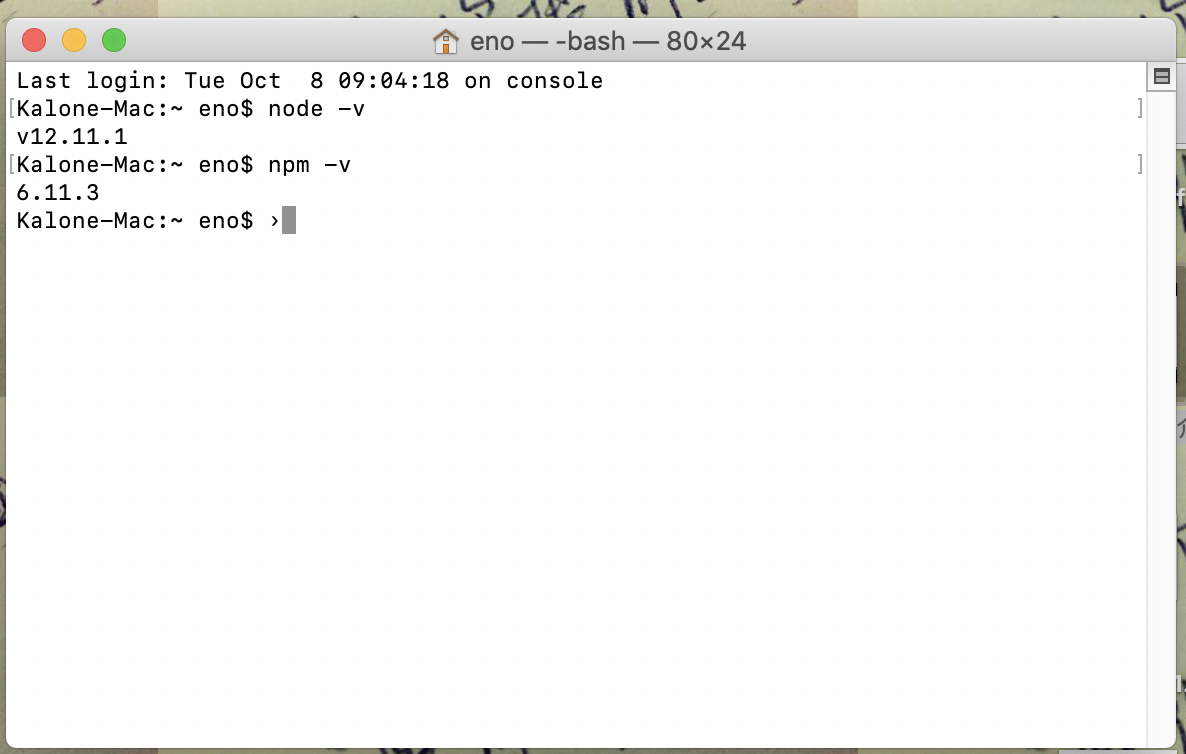 eno — -bash — 80×24
Last login: Tue Oct  8 09:04:18 on console
[Kalone-Mac:~ eno$ node -v ]
v12.11.1
[Kalone-Mac:~ eno$ npm -v ]
6.11.3
Kalone-Mac:~ eno$ ›